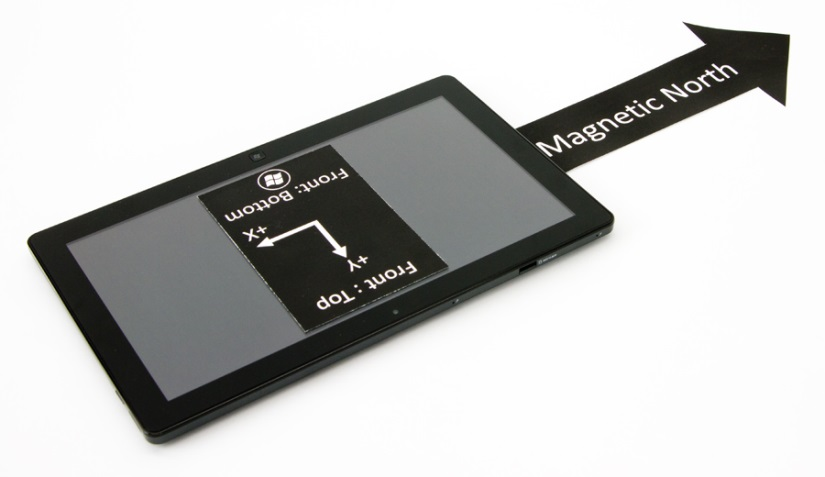 Magnetic North
Front: Bottom
+X
+Y
Front : Top